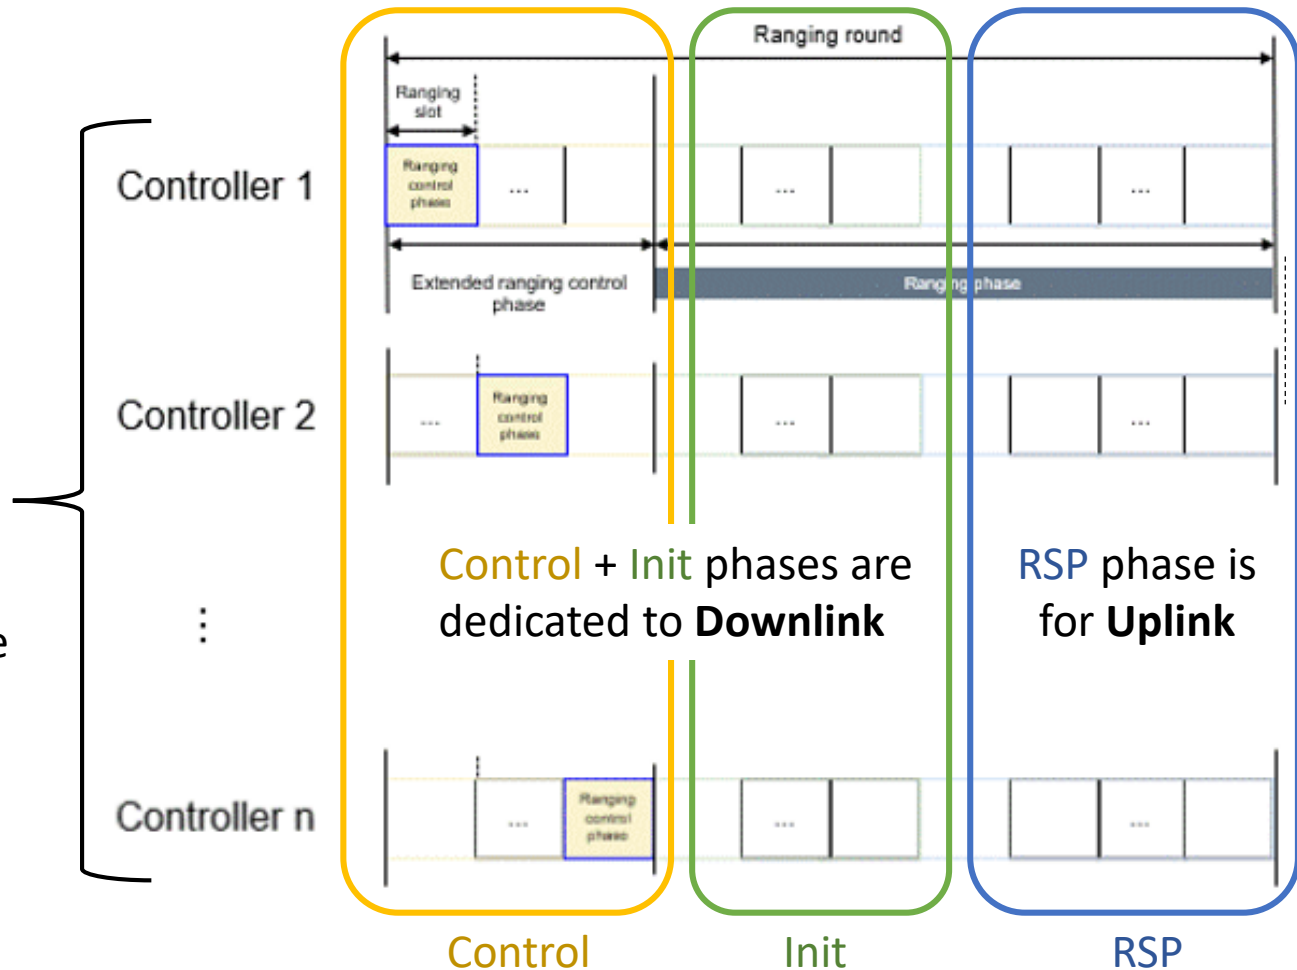 Ranging round
Ranging
slot
Controller 1
Ranging
control
phase
...
...
...
Extended ranging control
phase
Ranging phase
Controller 2
...
Ranging
control
phase
...
...
Control + Init phases are
dedicated to Downlink
RSP phase is
for Uplink
e
⋮
Controller n
...
Ranging
control
phase
...
...
Control
Init
RSP